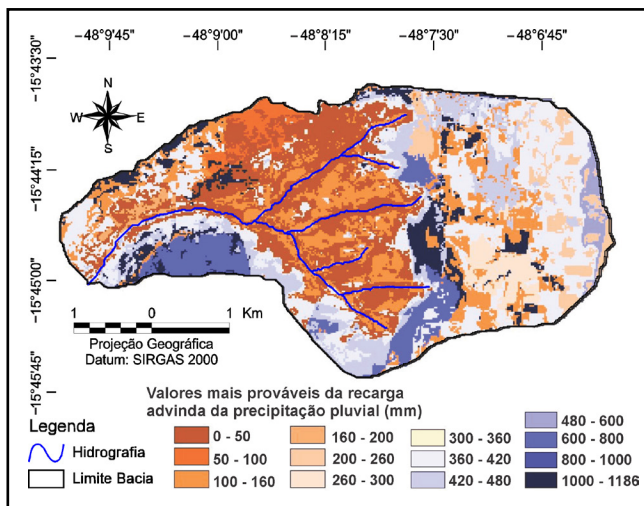 −48°9'45" −48°9'00" −48°8'15" −48°7'30" −48°6'45"
−15°43'30"
N
W E
S
−15°44'15"
−15°45'00"
1 0 1 Km
Projeção Geográfica
Datum: SIRGAS 2000
−15°45'45"
Valores mais prováveis da recarga
advinda da precipitação pluvial (mm)
Legenda
Hidrografia
Limite Bacia
0 - 50
50 - 100
100 - 160
160 - 200
200 - 260
260 - 300
300 - 360
360 - 420
420 - 480
480 - 600
600 - 800
800 - 1000
1000 - 1186